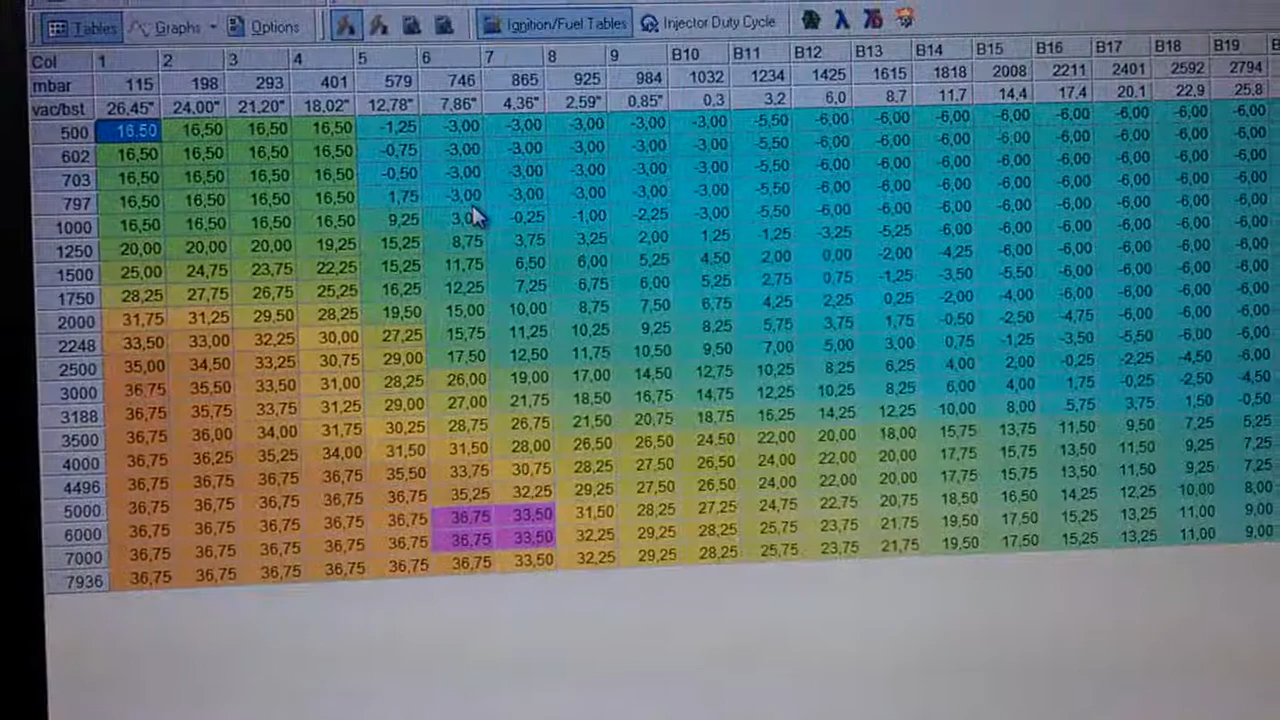 Tables Graphs Options Ignition/Fuel Tables Injector Duty Cycle
Col 1 2 3 4 5 6 7 8 9 B10 B11 B12 B13 B14 B15 B16 B17 B18 B19
mbar 115 198 293 401 579 746 865 925 984 1032 1234 1425 1615 1818 2008 2211 2401 2592 2794
vac/bst 26,45" 24,00" 21,20" 18,02" 12,78" 7,86" 4,36" 2,59" 0,85" 0,3 3,2 6,0 8,7 11,7 14,4 17,4 20,1 22,9 25,8
500 16,50 16,50 16,50 16,50 -1,25 -3,00 -3,00 -3,00 -3,00 -3,00 -5,50 -6,00 -6,00 -6,00 -6,00 -6,00 -6,00 -6,00 -6,00
602 16,50 16,50 16,50 16,50 -0,75 -3,00 -3,00 -3,00 -3,00 -3,00 -5,50 -6,00 -6,00 -6,00 -6,00 -6,00 -6,00 -6,00 -6,00
703 16,50 16,50 16,50 16,50 -0,50 -3,00 -3,00 -3,00 -3,00 -3,00 -5,50 -6,00 -6,00 -6,00 -6,00 -6,00 -6,00 -6,00 -6,00
797 16,50 16,50 16,50 16,50 1,75 -3,00 -3,00 -3,00 -3,00 -3,00 -5,50 -6,00 -6,00 -6,00 -6,00 -6,00 -6,00 -6,00 -6,00
1000 16,50 16,50 16,50 16,50 9,25 -0,25 -1,00 -2,25 -3,00 -5,50 -6,00 -6,00 -6,00 -6,00 -6,00 -6,00 -6,00 -6,00
1250 20,00 20,00 20,00 19,25 15,25 8,75 3,75 3,25 2,00 1,25 -1,25 -3,25 -5,25 -6,00 -6,00 -6,00 -6,00 -6,00 -6,00
1500 25,00 24,75 23,75 22,25 15,25 11,75 6,50 6,00 5,25 4,50 2,00 0,00 -2,00 -4,25 -6,00 -6,00 -6,00 -6,00 -6,00
1750 28,25 27,75 26,75 25,25 16,25 12,25 7,25 6,75 6,00 5,25 2,75 0,75 -1,25 -3,50 -5,50 -6,00 -6,00 -6,00 -6,00
2000 31,75 31,25 29,50 28,25 19,50 15,00 10,00 8,75 7,50 6,75 4,25 2,25 0,25 -2,00 -4,00 -6,00 -6,00 -6,00 -6,00
2248 33,50 33,00 32,25 30,00 27,25 15,75 11,25 10,25 9,25 8,25 5,75 3,75 1,75 -0,50 -2,50 -4,75 -6,00 -6,00 -6,00
2500 35,00 34,50 33,25 30,75 29,00 17,50 12,50 11,75 10,50 9,50 7,00 5,00 3,00 0,75 -1,25 -3,50 -5,50 -6,00 -6,00
3000 36,75 35,50 33,50 31,00 28,25 26,00 19,00 17,00 14,50 12,75 10,25 8,25 6,25 4,00 2,00 -0,25 -2,25 -4,50 -6,00
3188 36,75 35,75 33,75 31,25 29,00 27,00 21,75 18,50 16,75 14,75 12,25 10,25 8,25 6,00 4,00 1,75 -0,25 -2,50 -4,50
3500 36,75 36,00 34,00 31,75 30,25 28,75 26,75 21,50 20,75 18,75 16,25 14,25 12,25 10,00 8,00 5,75 3,75 1,50 -0,50
4000 36,75 36,25 35,25 34,00 31,50 31,50 28,00 26,50 26,50 24,50 22,00 20,00 18,00 15,75 13,75 11,50 9,50 7,25 5,25
4496 36,75 36,75 36,75 36,75 35,50 33,75 30,75 28,25 27,50 26,50 24,00 22,00 20,00 17,75 15,75 13,50 11,50 9,25 7,25
5000 36,75 36,75 36,75 36,75 36,75 35,25 32,25 29,25 27,50 26,50 24,00 22,00 20,00 17,75 15,75 13,50 11,50 9,25 7,25
6000 36,75 36,75 36,75 36,75 36,75 36,75 33,50 31,50 28,25 27,25 24,75 22,75 20,75 18,50 16,50 14,25 12,25 10,00 8,00
7000 36,75 36,75 36,75 36,75 36,75 36,75 33,50 32,25 29,25 28,25 25,75 23,75 21,75 19,50 17,50 15,25 13,25 11,00 9,00
7936 36,75 36,75 36,75 36,75 36,75 36,75 33,50 32,25 29,25 28,25 25,75 23,75 21,75 19,50 17,50 15,25 13,25 11,00 9,00